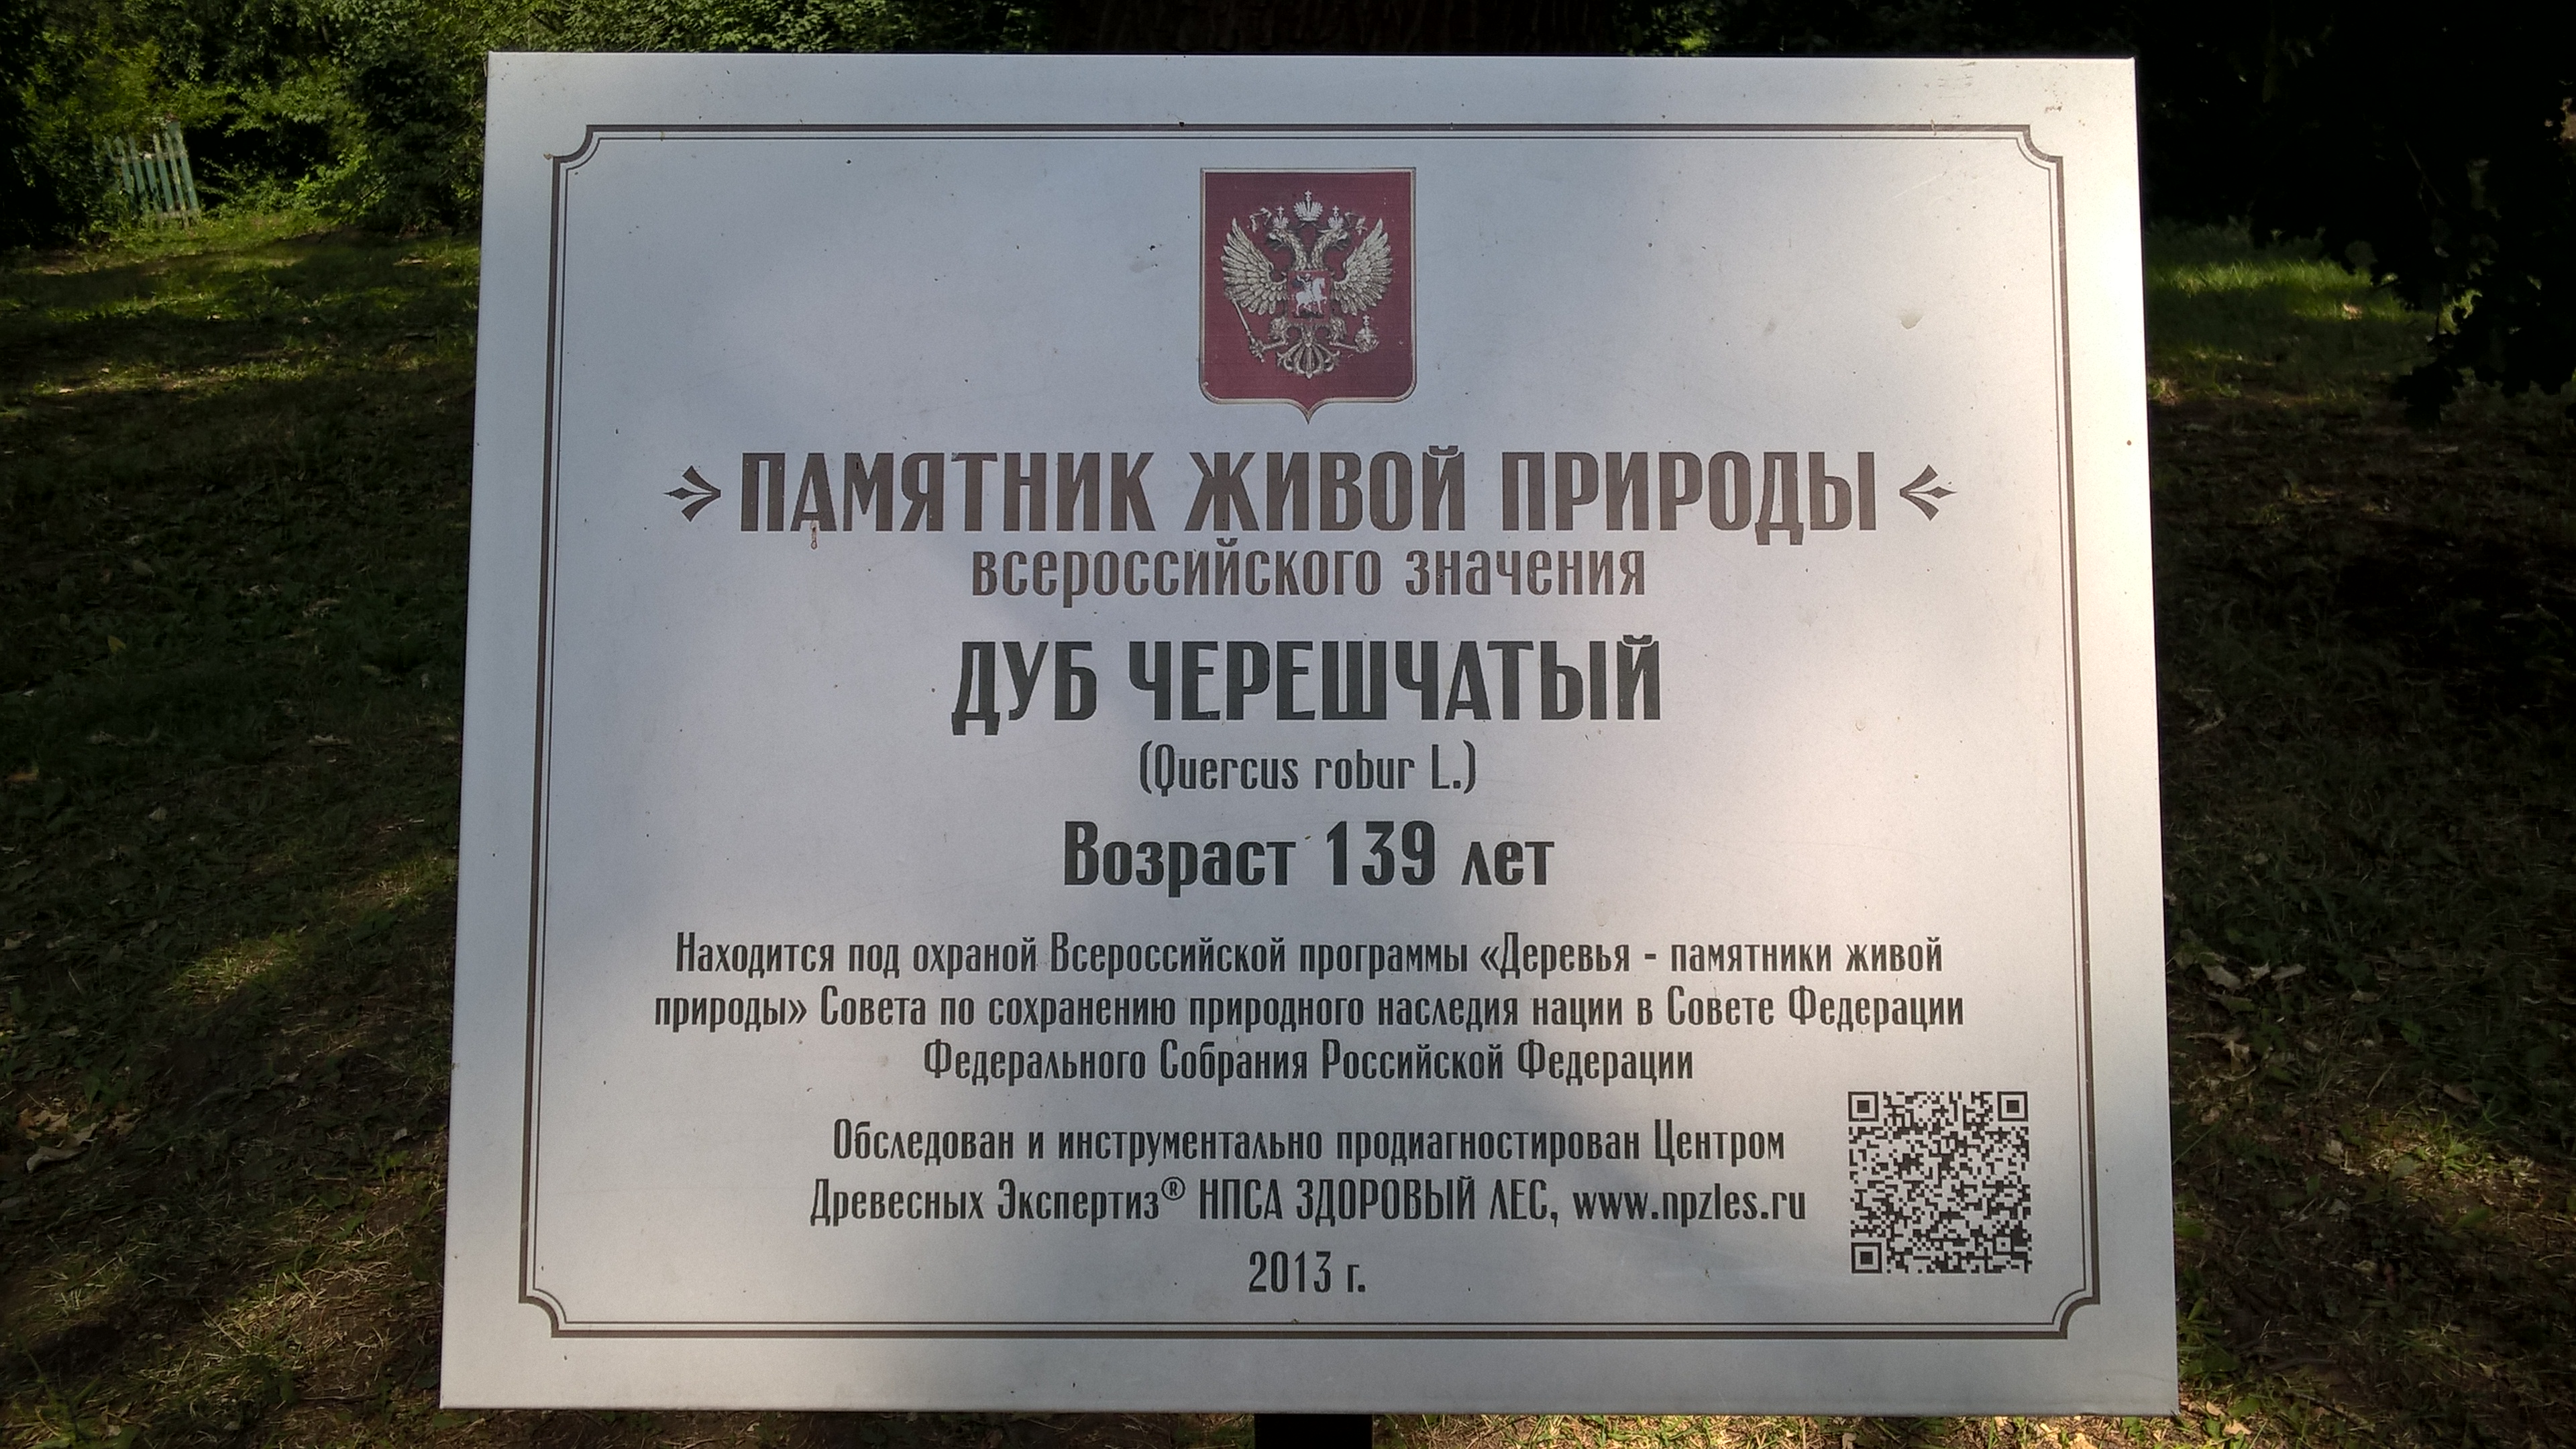 ПАМЯТНИК ЖИВОЙ ПРИРОДЫ
всероссийского значения
ДУБ ЧЕРЕШЧАТЫЙ
(Quercus robur L.)
Возраст 139 лет
Находится под охраной Всероссийской программы «Деревья - памятники живой
природы» Совета по сохранению природного наследия нации в Совете Федерации
Федерального Собрания Российской Федерации
Обследован и инструментально продиагностирован Центром
Древесных Экспертиз® НПСА ЗДОРОВЫЙ ЛЕС, www.npzles.ru
2013 г.